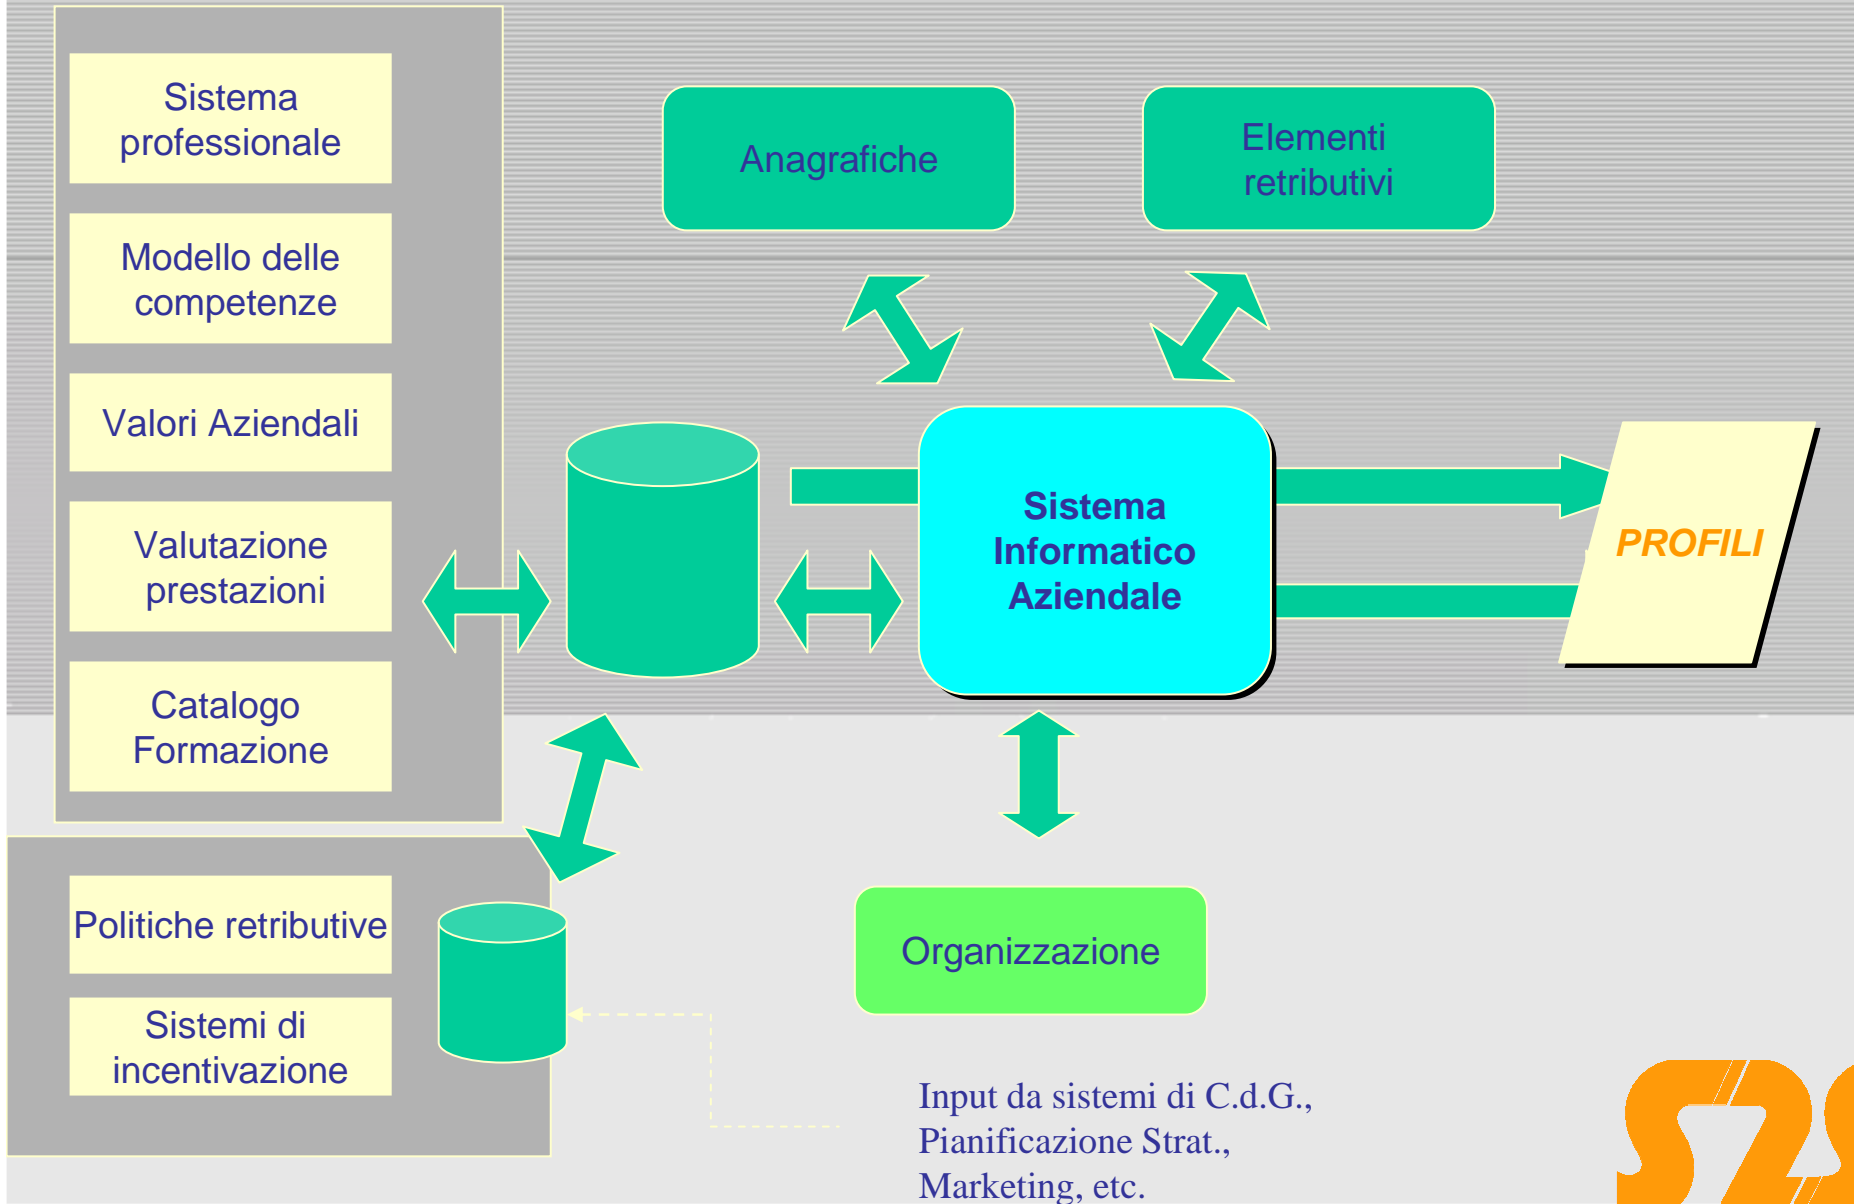 Sistema
professionale
Modello delle
competenze
Valori Aziendali
Valutazione
prestazioni
Catalogo
Formazione
Politiche retributive
Sistemi di
incentivazione
Anagrafiche
Elementi
retributivi
Sistema
Informatico
Aziendale
PROFILI
Organizzazione
Input da sistemi di C.d.G.,
Pianificazione Strat.,
Marketing, etc.